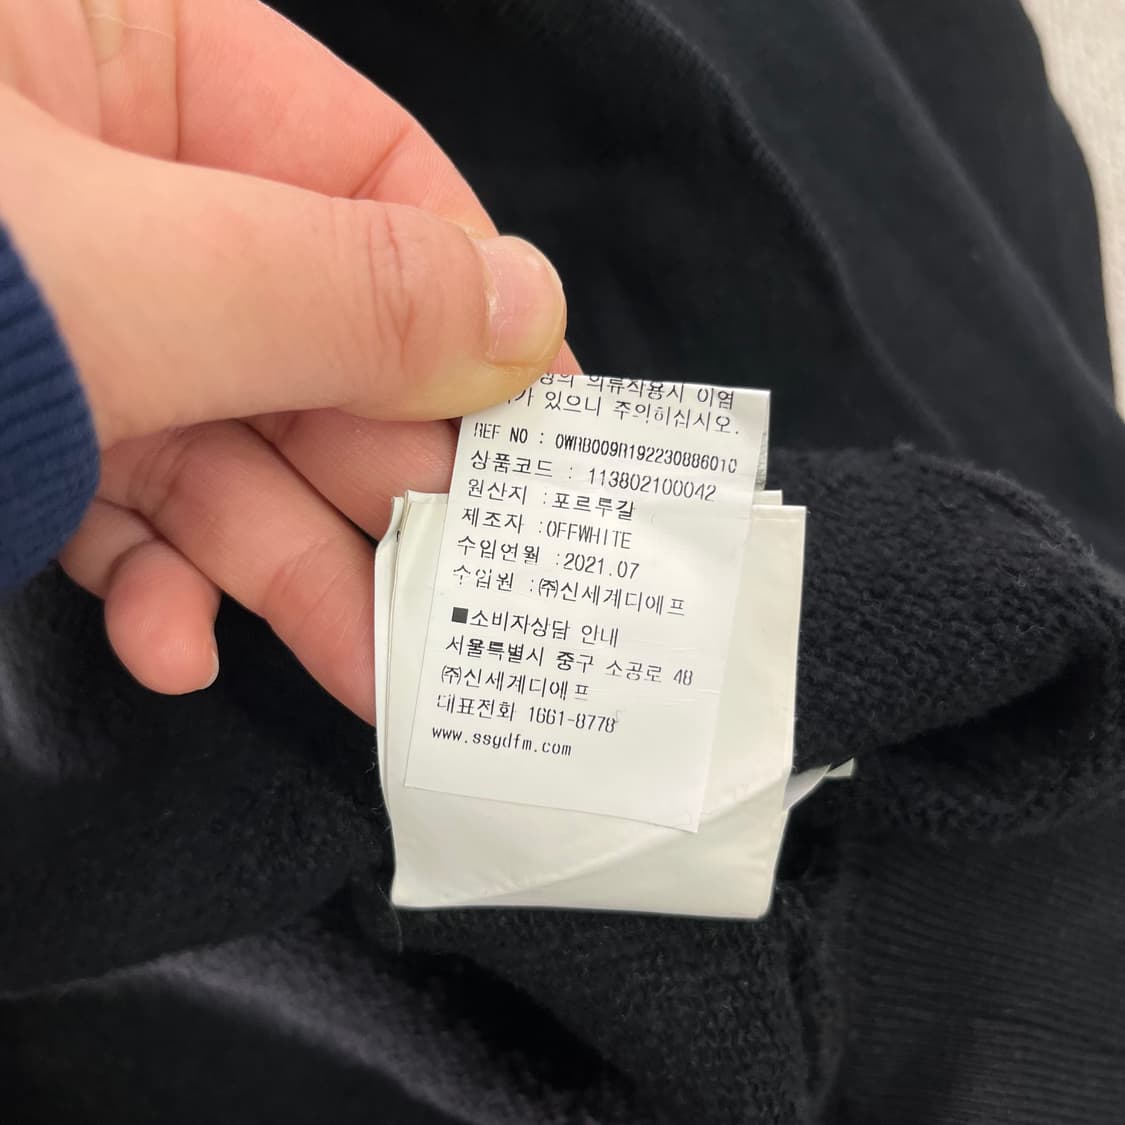 의 의류착용시 이염
가 있으니 주의하십시오.
REF NO : OWRB009R192230886010
상품코드 : 113802100042
원산지 :포르투갈
제조자 :OFFWHITE
수입연월 :2021.07
수입원 :㈜신세계디에프
■소비자상담 안내
서울특별시 중구 소공로 48
㈜신세계디에프
대표전화 1661-8778
www.ssgdfm.com